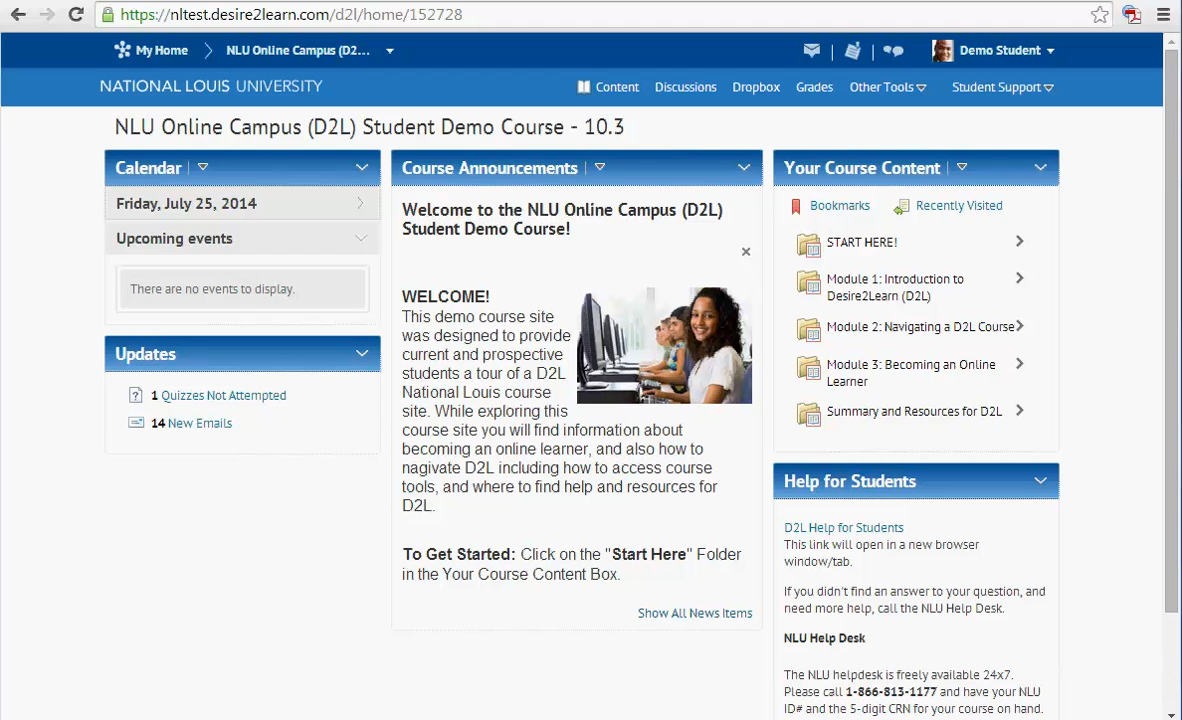 https://nltest.desire2learn.com/d2l/home/152728
My Home
NLU Online Campus (D2...
Demo Student
NATIONAL LOUIS UNIVERSITY
Content
Discussions
Dropbox
Grades
Other Tools
Student Support
NLU Online Campus (D2L) Student Demo Course - 10.3
Calendar
Friday, July 25, 2014
Upcoming events
There are no events to display.
Updates
1 Quizzes Not Attempted
14 New Emails
Course Announcements
Welcome to the NLU Online Campus (D2L)
Student Demo Course!
WELCOME!
This demo course site
was designed to provide
current and prospective
students a tour of a D2L
National Louis course
site. While exploring this
course site you will find information about
becoming an online learner, and also how to
nagivate D2L including how to access course
tools, and where to find help and resources for
D2L.
To Get Started: Click on the "Start Here" Folder
in the Your Course Content Box.
Show All News Items
Your Course Content
Bookmarks
Recently Visited
START HERE!
Module 1: Introduction to
Desire2Learn (D2L)
Module 2: Navigating a D2L Course
Module 3: Becoming an Online
Learner
Summary and Resources for D2L
Help for Students
D2L Help for Students
This link will open in a new browser
window/tab.
If you didn't find an answer to your question, and
need more help, call the NLU Help Desk.
NLU Help Desk
The NLU helpdesk is freely available 24x7.
Please call 1-866-813-1177 and have your NLU
ID# and the 5-digit CRN for your course on hand.